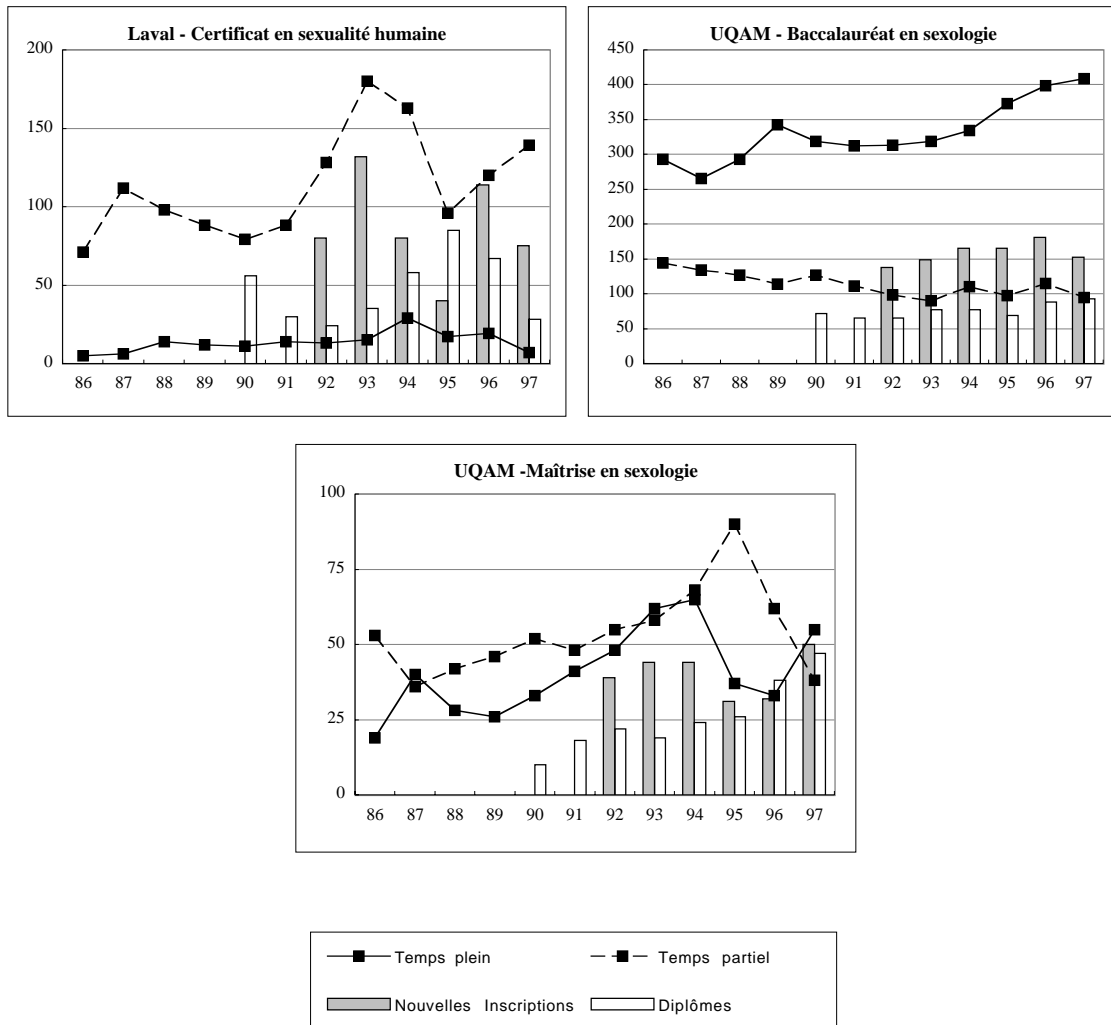 Laval - Certificat en sexualité humaine
200
150
100
50
0
86 87 88 89 90 91 92 93 94 95 96 97
UQAM - Baccalauréat en sexologie
450
400
350
300
250
200
150
100
50
0
86 87 88 89 90 91 92 93 94 95 96 97
UQAM -Maîtrise en sexologie
100
75
50
25
0
86 87 88 89 90 91 92 93 94 95 96 97
Temps plein Temps partiel
Nouvelles Inscriptions Diplômes